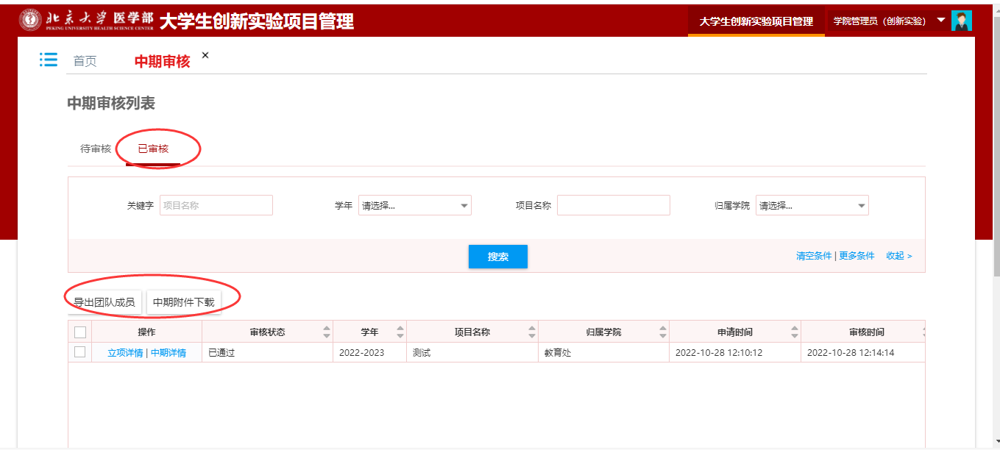 北京大学医学部 大学生创新实验项目管理 大学生创新实验项目管理 学院管理员（创新实验）
PEKING UNIVERSITY HEALTH SCIENCE CENTER
首页 中期审核 ×
中期审核列表
待审核 已审核
关键字 项目名称 学年 请选择... 项目名称 归属学院 请选择...
搜索 清空条件 | 更多条件 收起 >
导出团队成员 中期附件下载
操作 审核状态 学年 项目名称 归属学院 申请时间 审核时间
立项详情 | 中期详情 已通过 2022-2023 测试 教育处 2022-10-28 12:10:12 2022-10-28 12:14:14